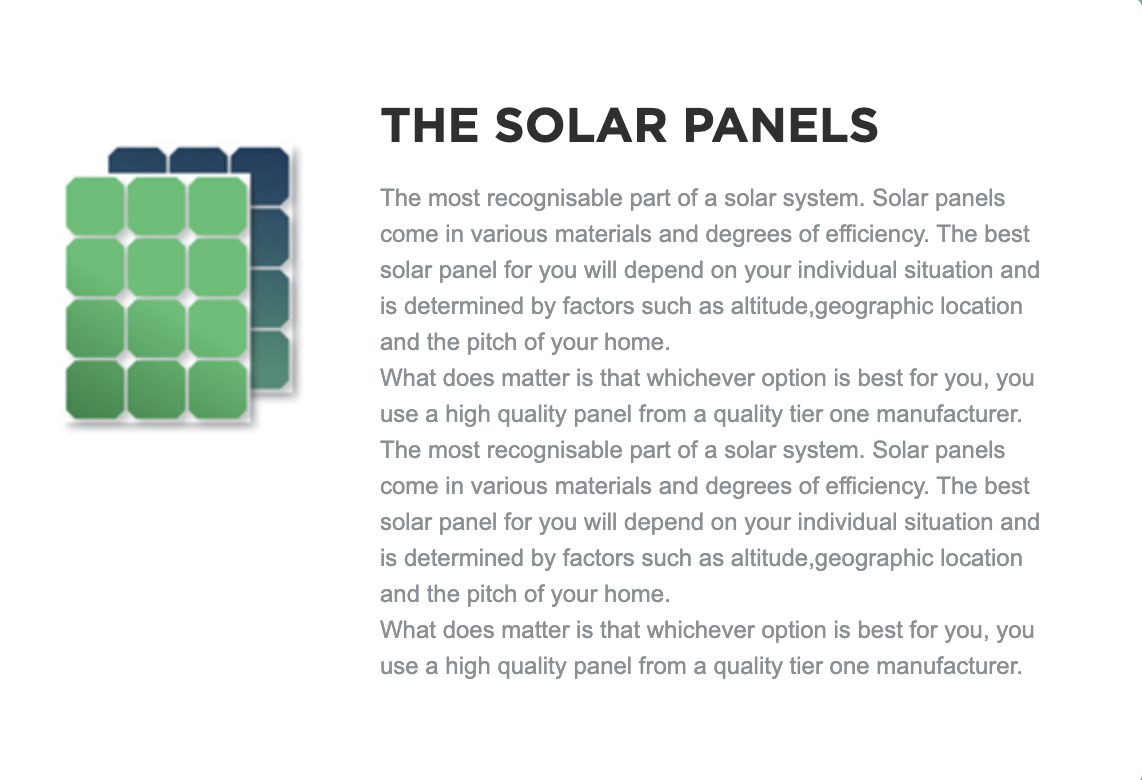 THE SOLAR PANELS
The most recognisable part of a solar system. Solar panels
come in various materials and degrees of efficiency. The best
solar panel for you will depend on your individual situation and
is determined by factors such as altitude,geographic location
and the pitch of your home.
What does matter is that whichever option is best for you, you
use a high quality panel from a quality tier one manufacturer.
The most recognisable part of a solar system. Solar panels
come in various materials and degrees of efficiency. The best
solar panel for you will depend on your individual situation and
is determined by factors such as altitude,geographic location
and the pitch of your home.
What does matter is that whichever option is best for you, you
use a high quality panel from a quality tier one manufacturer.